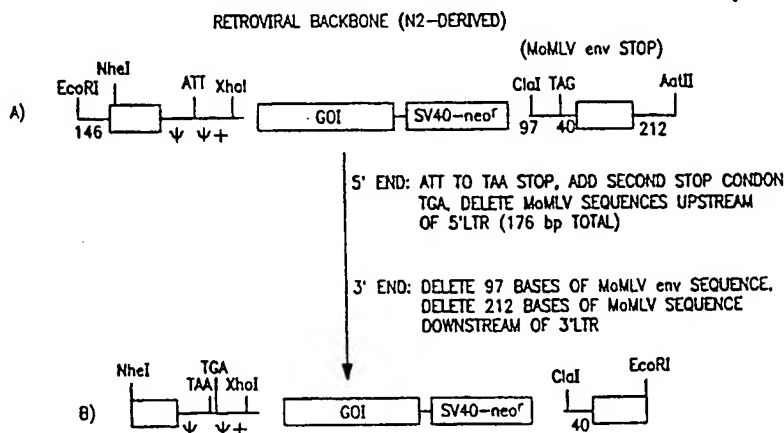 RETROVIRAL BACKBONE (N2-DERIVED)
(MoMLV env STOP)
EcoRI NheI ATT XhoI ClaI TAG AatII
A) 146 ψ ψ+ GOI SV40-neoʳ 97 40 212
5' END: ATT TO TAA STOP, ADD SECOND STOP CONDON
TGA, DELETE MoMLV SEQUENCES UPSTREAM
OF 5'LTR (176 bp TOTAL)
3' END: DELETE 97 BASES OF MoMLV env SEQUENCE,
DELETE 212 BASES OF MoMLV SEQUENCE
DOWNSTREAM OF 3'LTR
NheI TAA TGA XhoI ClaI EcoRI
B) ψ ψ+ GOI SV40-neoʳ 40